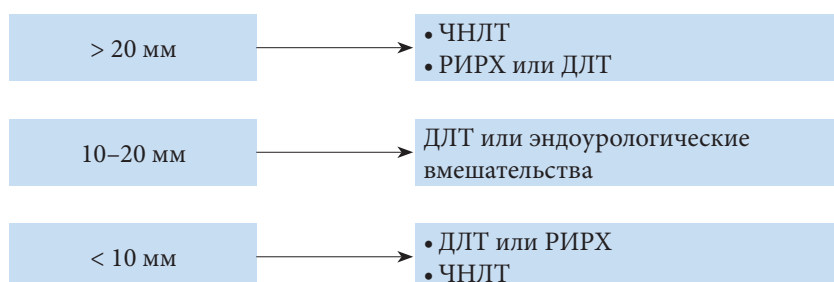 > 20 мм
• ЧНЛТ
• РИРХ или ДЛТ
10–20 мм
ДЛТ или эндоурологические
вмешательства
< 10 мм
• ДЛТ или РИРХ
• ЧНЛТ